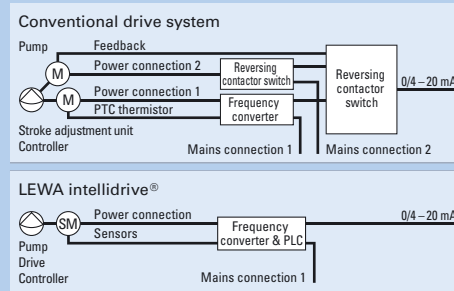 Conventional drive system
Pump
Feedback
M
Power connection 2
Reversing
contactor switch
Reversing
contactor
switch
0/4 – 20 mA
M
Power connection 1
PTC thermistor
Frequency
converter
Stroke adjustment unit
Controller
Mains connection 1
Mains connection 2
LEWA intellidrive®
SM
Power connection
Sensors
Frequency
converter & PLC
0/4 – 20 mA
Pump
Drive
Controller
Mains connection 1